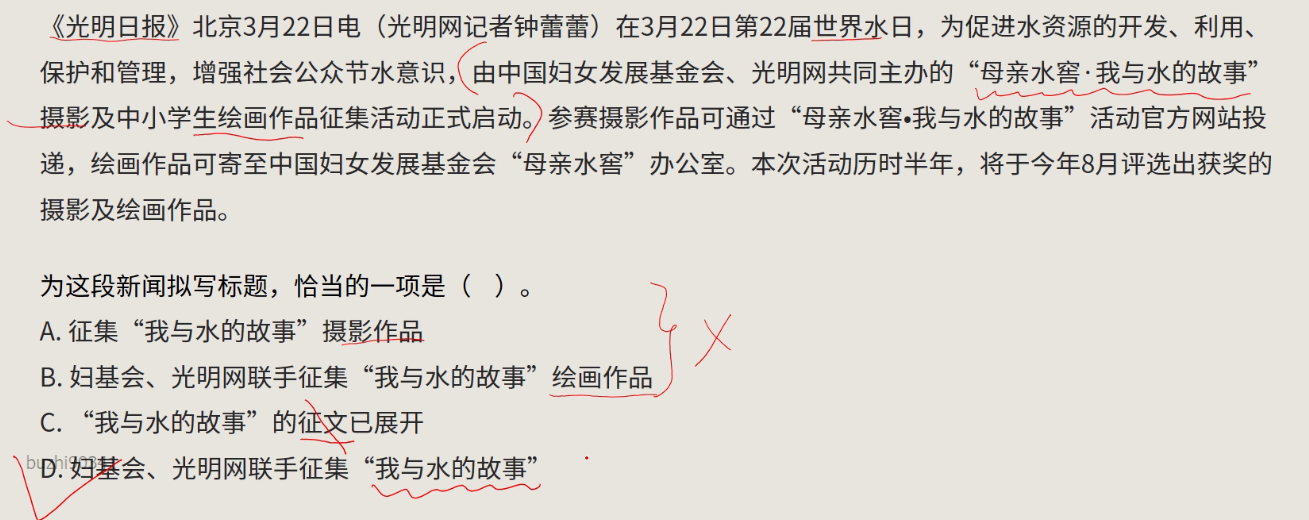 《光明日报》北京3月22日电（光明网记者钟蕾蕾）在3月22日第22届世界水日，为促进水资源的开发、利用、
保护和管理，增强社会公众节水意识，由中国妇女发展基金会、光明网共同主办的“母亲水窖·我与水的故事”
摄影及中小学生绘画作品征集活动正式启动。参赛摄影作品可通过“母亲水窖•我与水的故事”活动官方网站投
递，绘画作品可寄至中国妇女发展基金会“母亲水窖”办公室。本次活动历时半年，将于今年8月评选出获奖的
摄影及绘画作品。
为这段新闻拟写标题，恰当的一项是（ ）。
A. 征集“我与水的故事”摄影作品
B. 妇基会、光明网联手征集“我与水的故事”绘画作品
C. “我与水的故事”的征文已展开
D. 妇基会、光明网联手征集“我与水的故事”